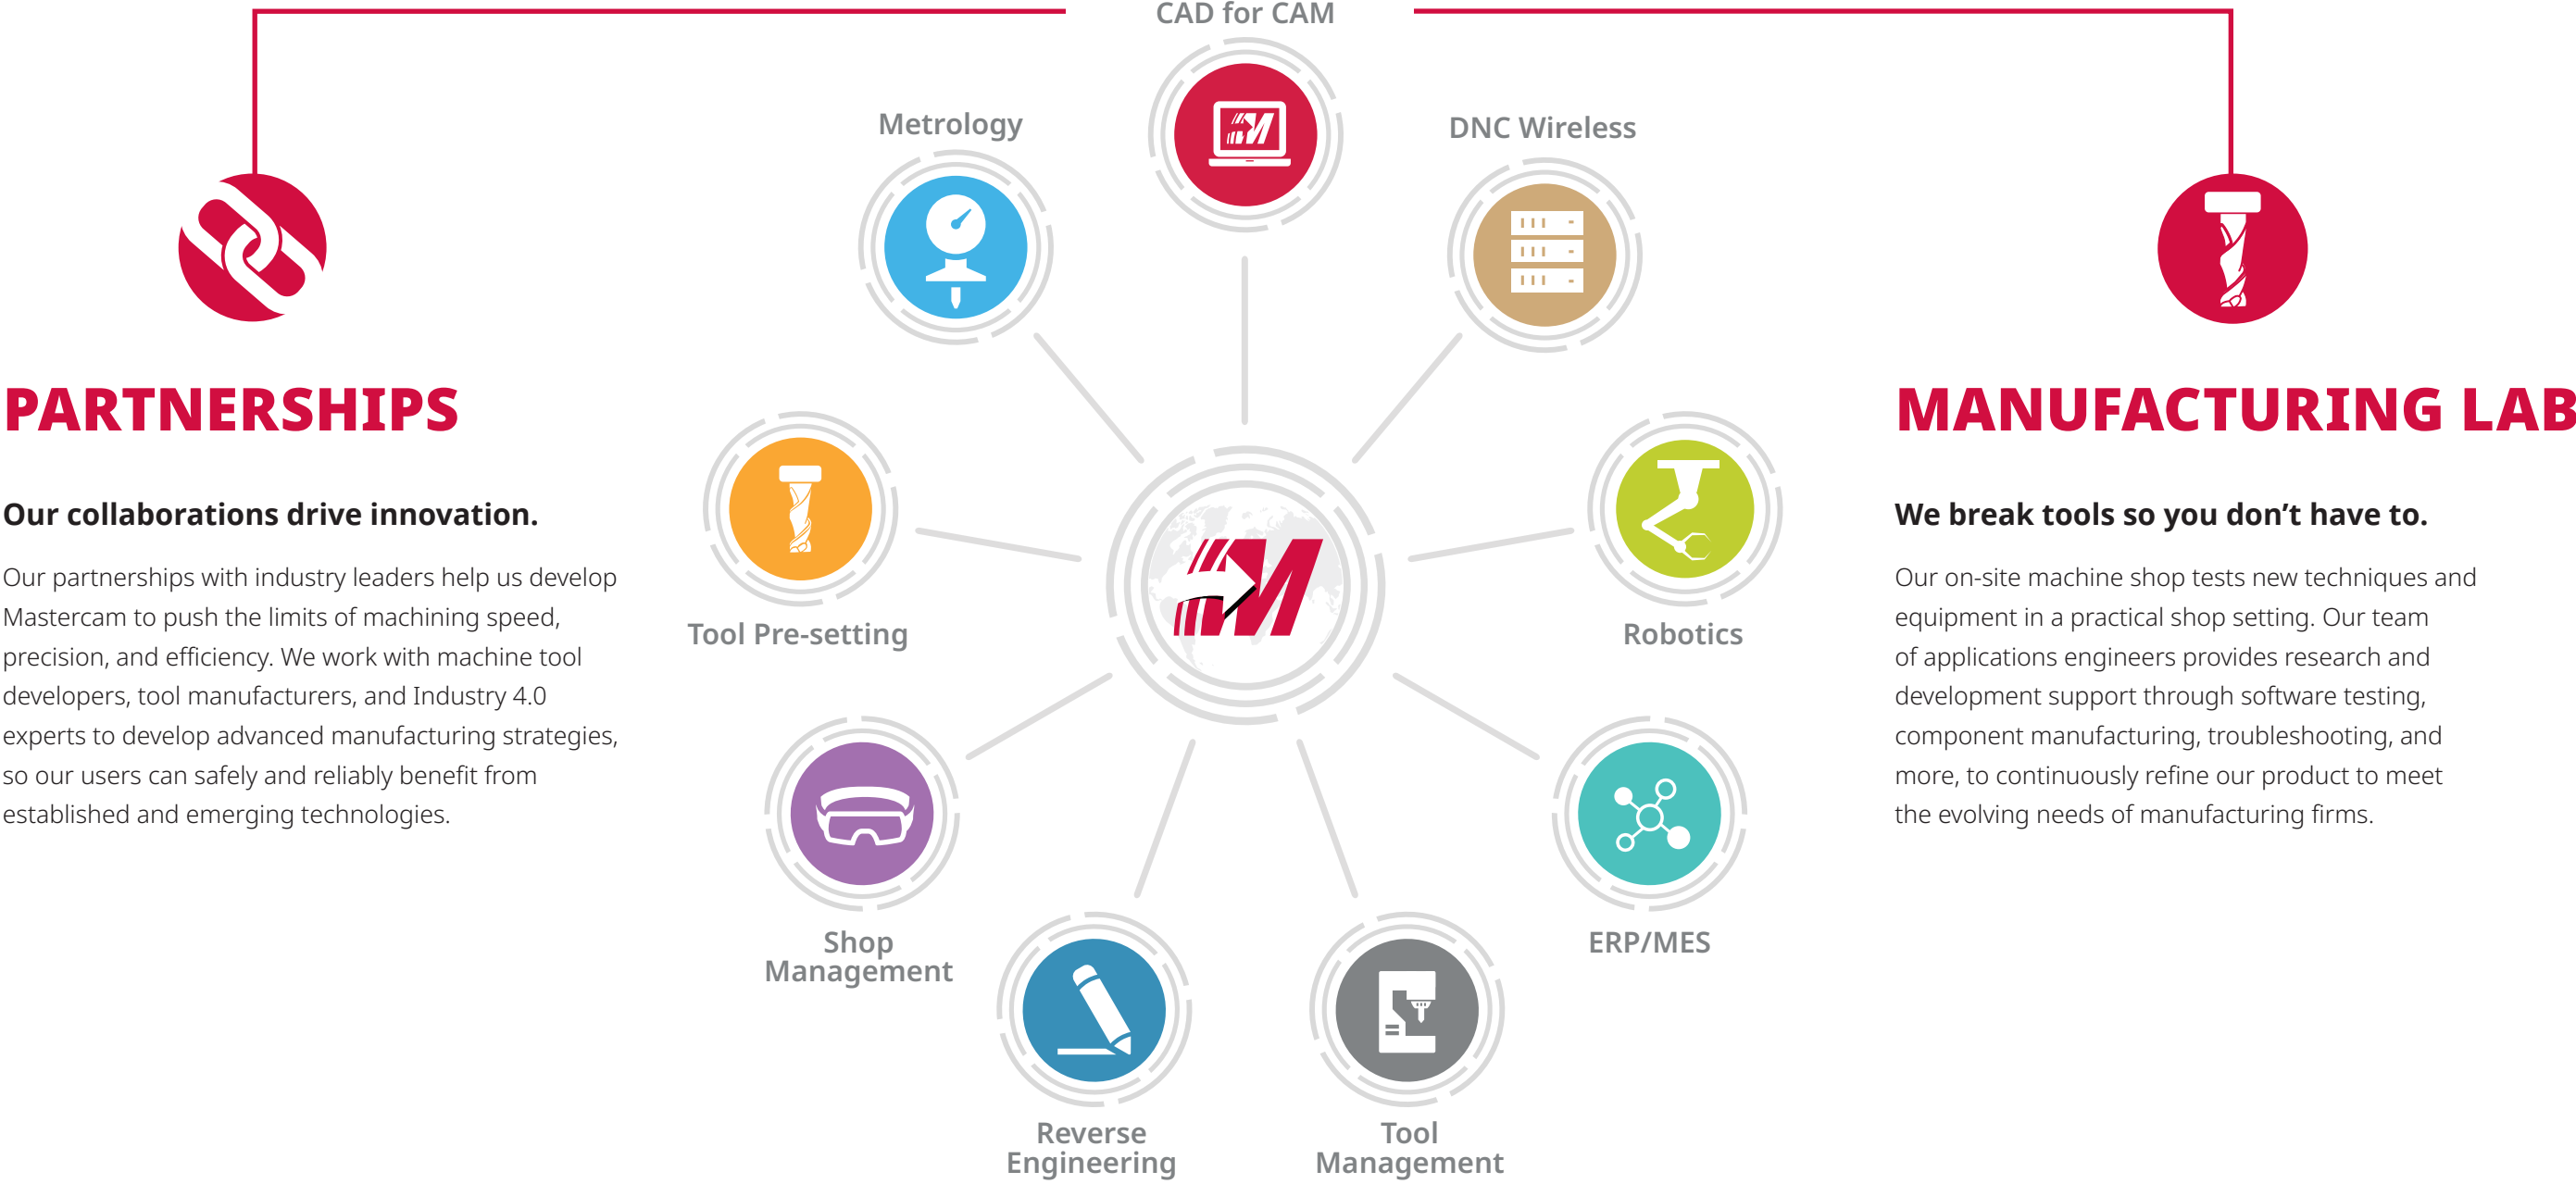 CAD for CAM
Metrology
DNC Wireless
PARTNERSHIPS
Our collaborations drive innovation.
Our partnerships with industry leaders help us develop
Mastercam to push the limits of machining speed,
precision, and efficiency. We work with machine tool
developers, tool manufacturers, and Industry 4.0
experts to develop advanced manufacturing strategies,
so our users can safely and reliably benefit from
established and emerging technologies.
Tool Pre-setting
Robotics
Shop
Management
ERP/MES
Reverse
Engineering
Tool
Management
MANUFACTURING LAB
We break tools so you don’t have to.
Our on-site machine shop tests new techniques and
equipment in a practical shop setting. Our team
of applications engineers provides research and
development support through software testing,
component manufacturing, troubleshooting, and
more, to continuously refine our product to meet
the evolving needs of manufacturing firms.